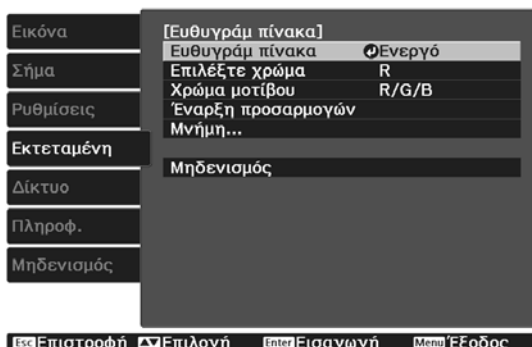 Εικόνα
Σήμα
Ρυθμίσεις
Εκτεταμένη
Δίκτυο
Πληροφ.
Μηδενισμός
[Ευθυγράμ πίνακα]
Ευθυγράμ πίνακα Ενεργό
Επιλέξτε χρώμα R
Χρώμα μοτίβου R/G/B
Έναρξη προσαρμογών
Μνήμη...
Μηδενισμός
Esc Επιστροφή Επιλογή Enter Εισαγωγή Menu Έξοδος